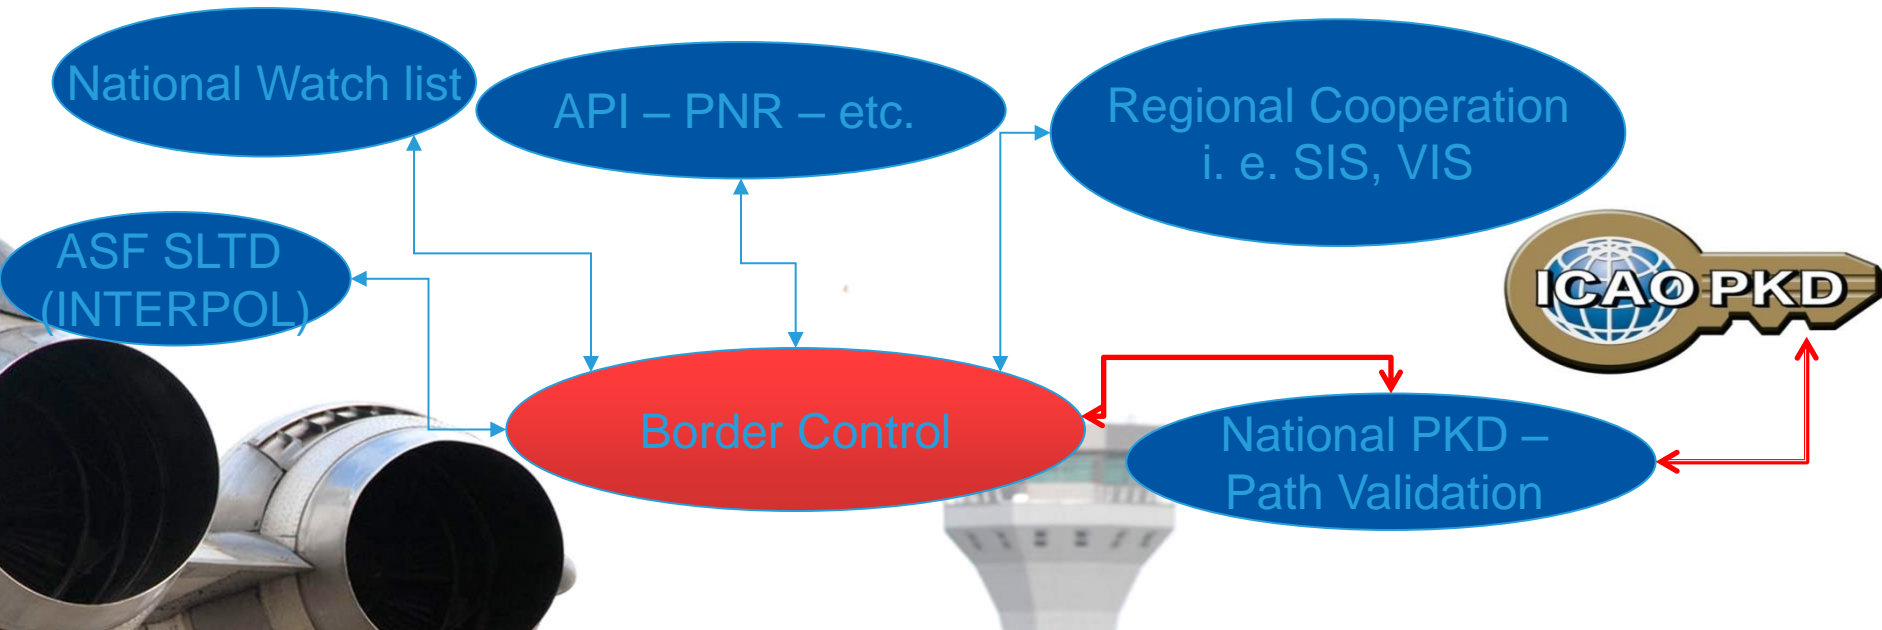 National Watch list
API – PNR – etc.
Regional Cooperation
i. e. SIS, VIS
ASF SLTD
(INTERPOL)
ICAO PKD
Border Control
National PKD –
Path Validation